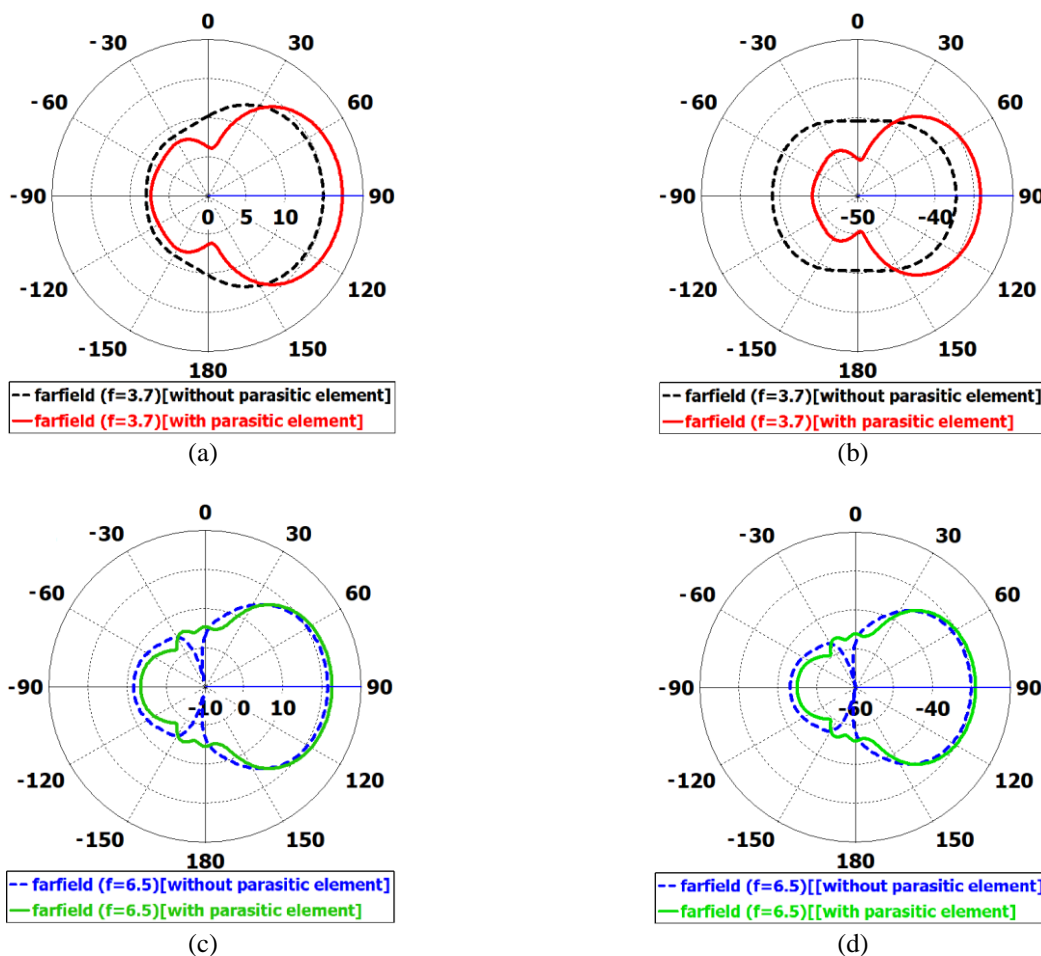 0
-30 30
-60 60
-90 0 5 10 90
-120 120
-150 150
180
farfield (f=3.7)[without parasitic element]
farfield (f=3.7)[with parasitic element]
(a)
0
-30 30
-60 60
-90 -50 -40 90
-120 120
-150 150
180
farfield (f=3.7)[without parasitic element]
farfield (f=3.7)[with parasitic element]
(b)
0
-30 30
-60 60
-90 -10 0 10 90
-120 120
-150 150
180
farfield (f=6.5)[without parasitic element]
farfield (f=6.5)[with parasitic element]
(c)
0
-30 30
-60 60
-90 -60 -40 90
-120 120
-150 150
180
farfield (f=6.5)[[without parasitic element]
farfield (f=6.5)[[with parasitic element]
(d)